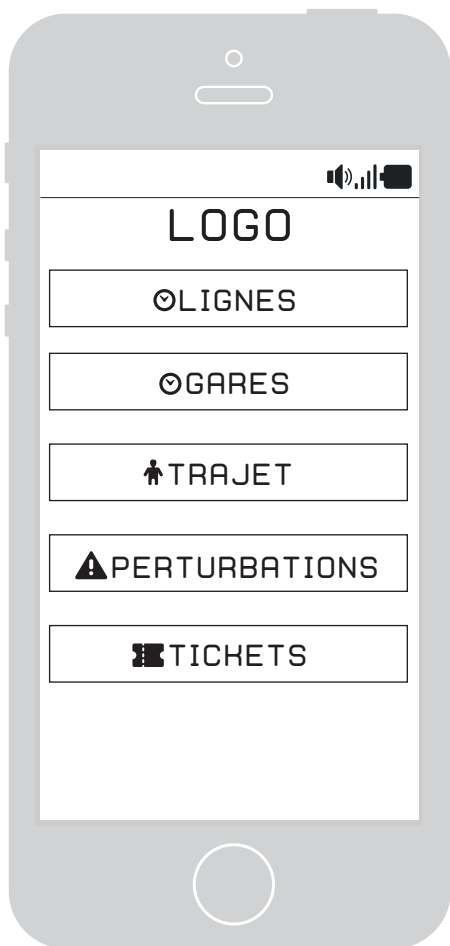 LOGO
LIGNES
GARES
TRAJET
PERTURBATIONS
TICKETS